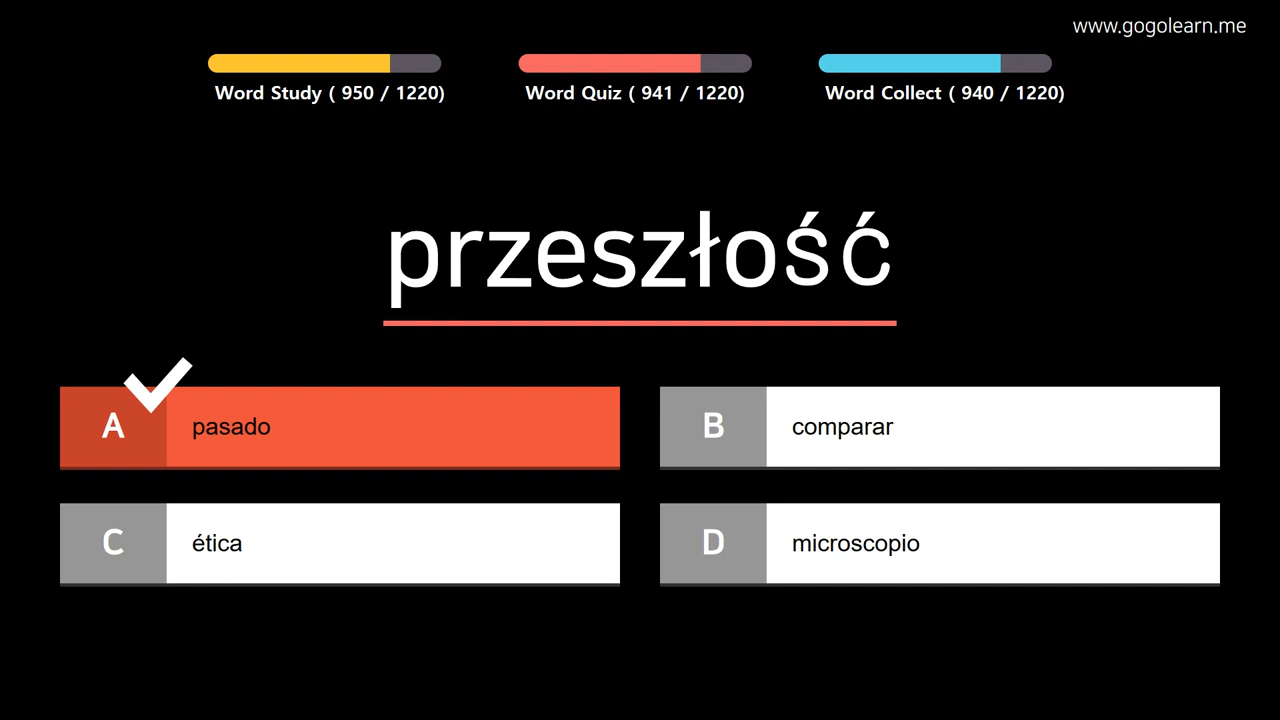 www.gogolearn.me
Word Study ( 950 / 1220)
Word Quiz ( 941 / 1220)
Word Collect ( 940 / 1220)
przeszłość
A pasado
B comparar
C ética
D microscopio